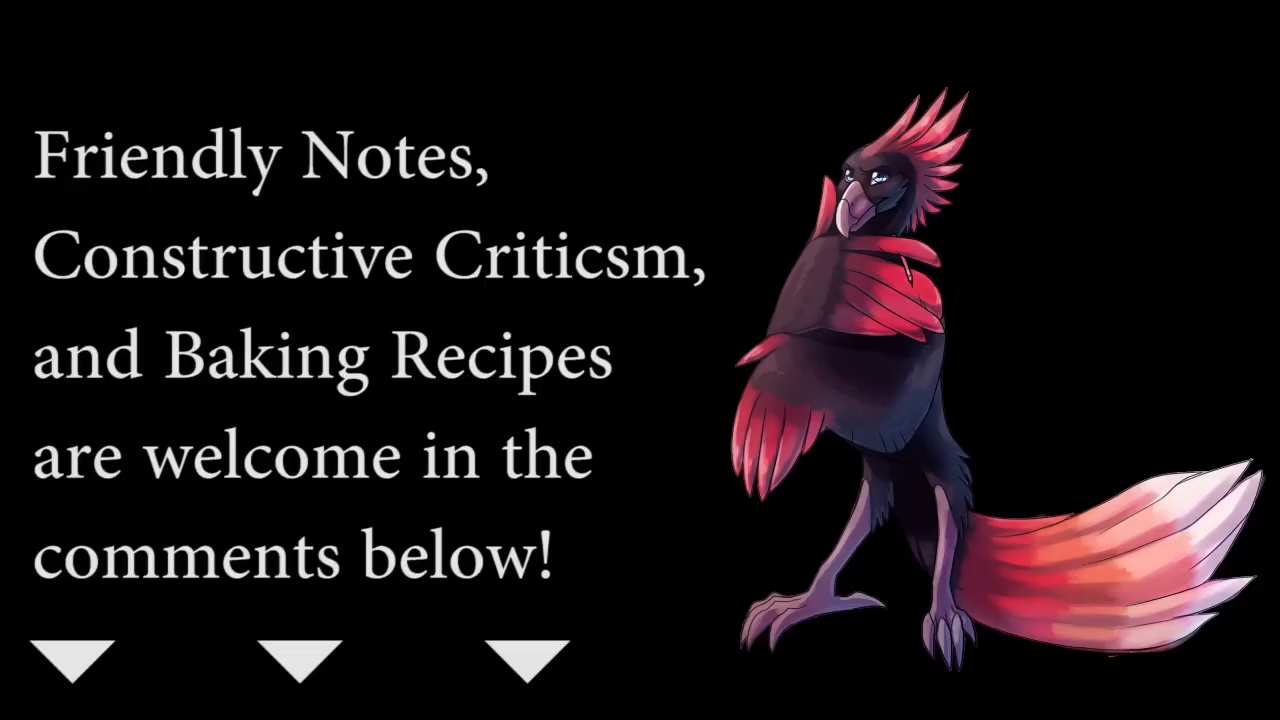 Friendly Notes,
Constructive Criticsm,
and Baking Recipes
are welcome in the
comments below!